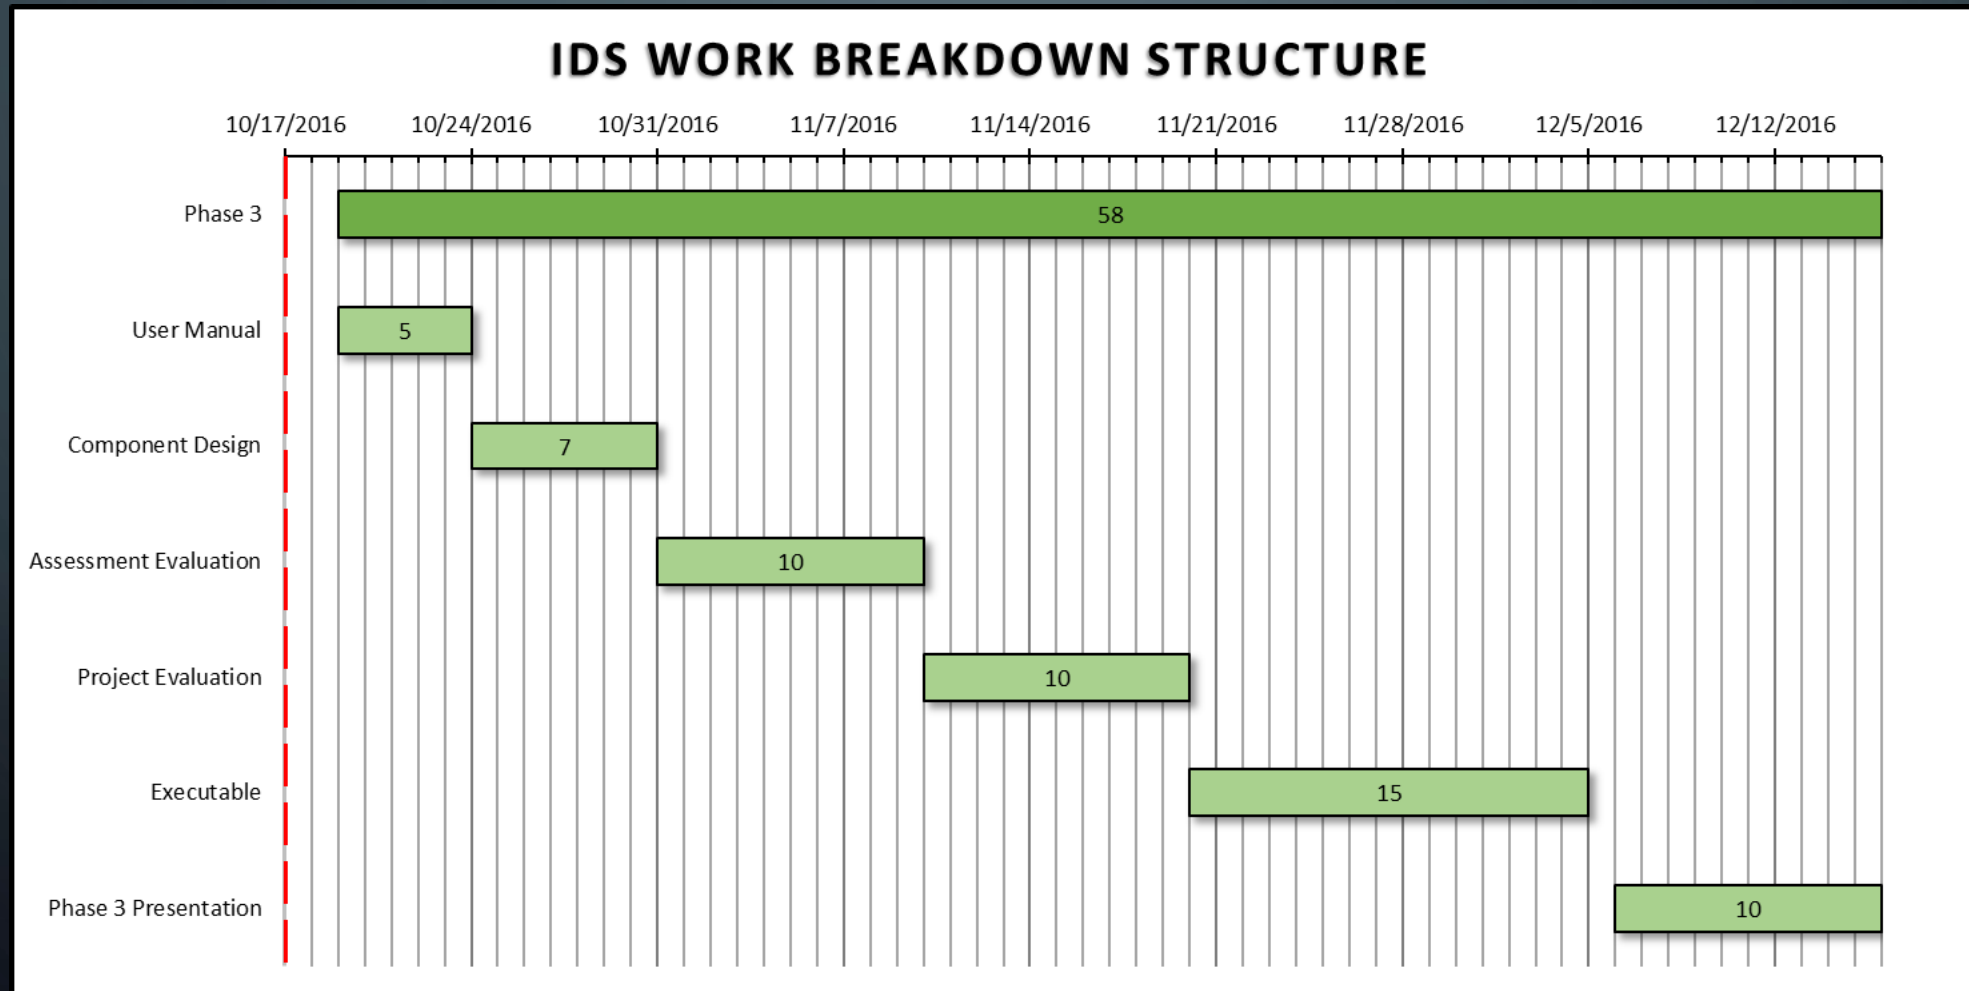 IDS WORK BREAKDOWN STRUCTURE
10/17/2016 10/24/2016 10/31/2016 11/7/2016 11/14/2016 11/21/2016 11/28/2016 12/5/2016 12/12/2016
Phase 3 58
User Manual 5
Component Design 7
Assessment Evaluation 10
Project Evaluation 10
Executable 15
Phase 3 Presentation 10